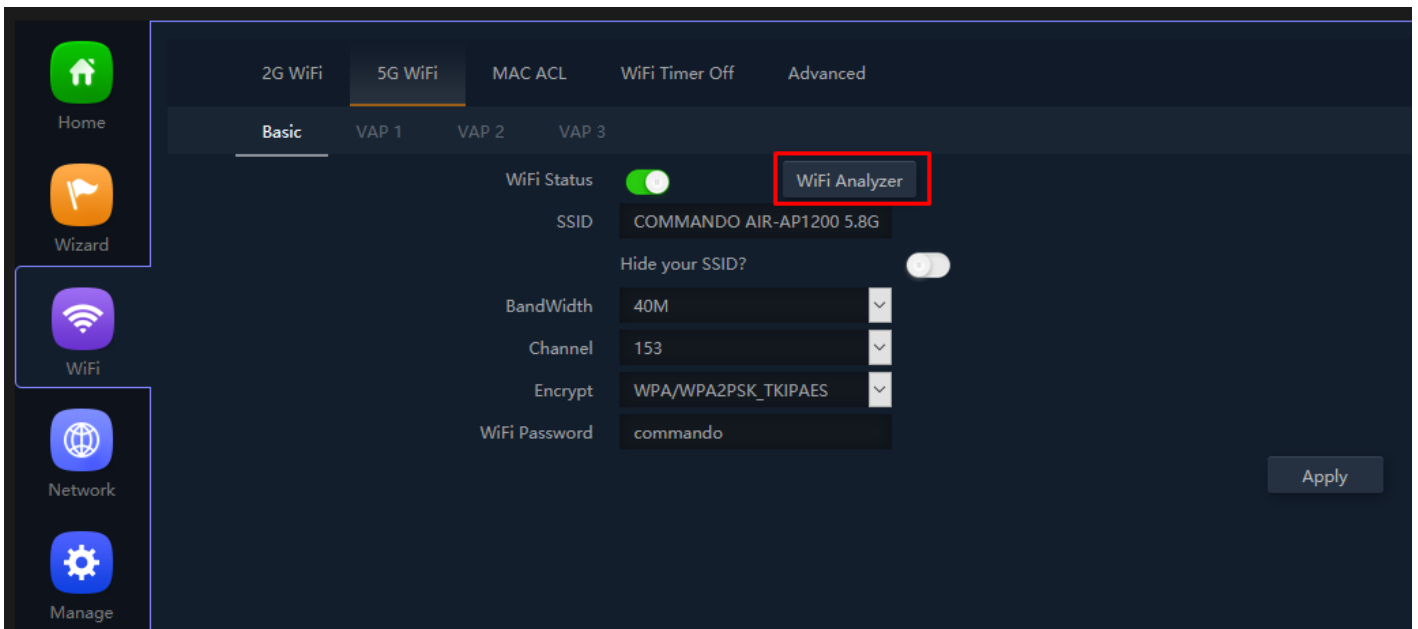 Home
Wizard
WiFi
Network
Manage
2G WiFi 5G WiFi MAC ACL WiFi Timer Off Advanced
Basic VAP 1 VAP 2 VAP 3
WiFi Status WiFi Analyzer
SSID COMMANDO AIR-AP1200 5.8G
Hide your SSID?
BandWidth 40M
Channel 153
Encrypt WPA/WPA2PSK_TKIPAES
WiFi Password commando
Apply